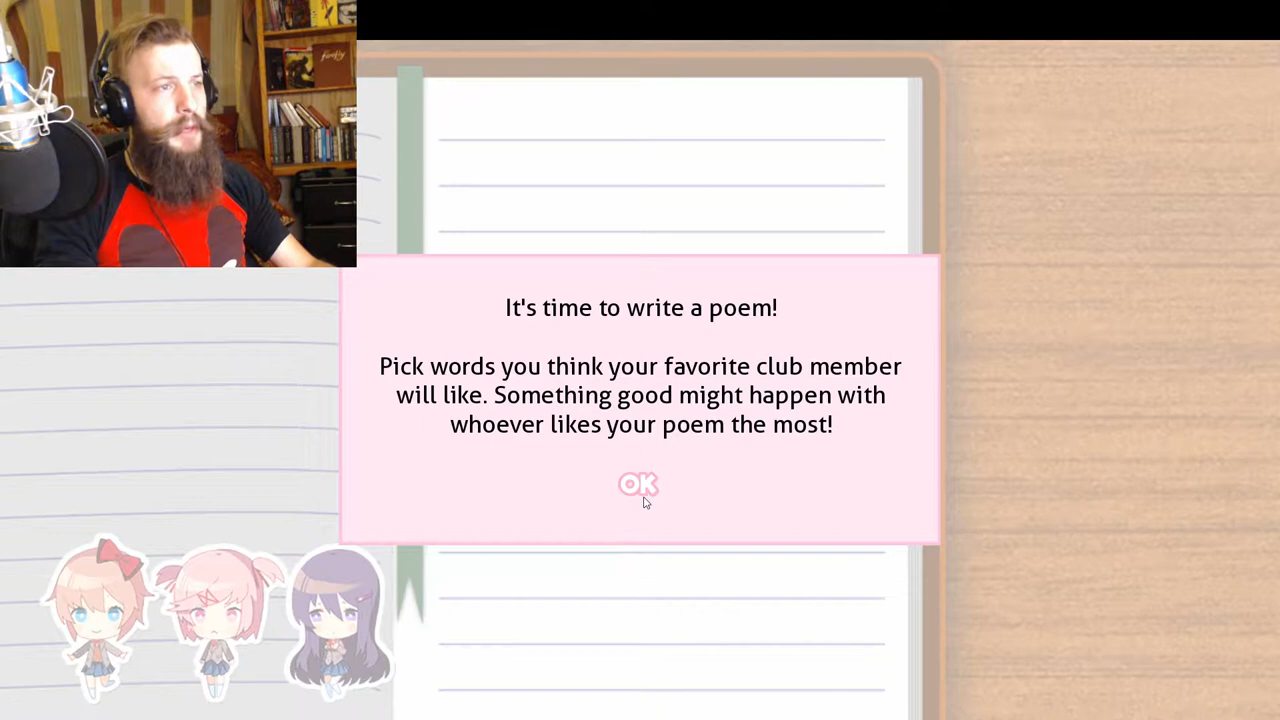 firefly
It's time to write a poem!
Pick words you think your favorite club member
will like. Something good might happen with
whoever likes your poem the most!
OK